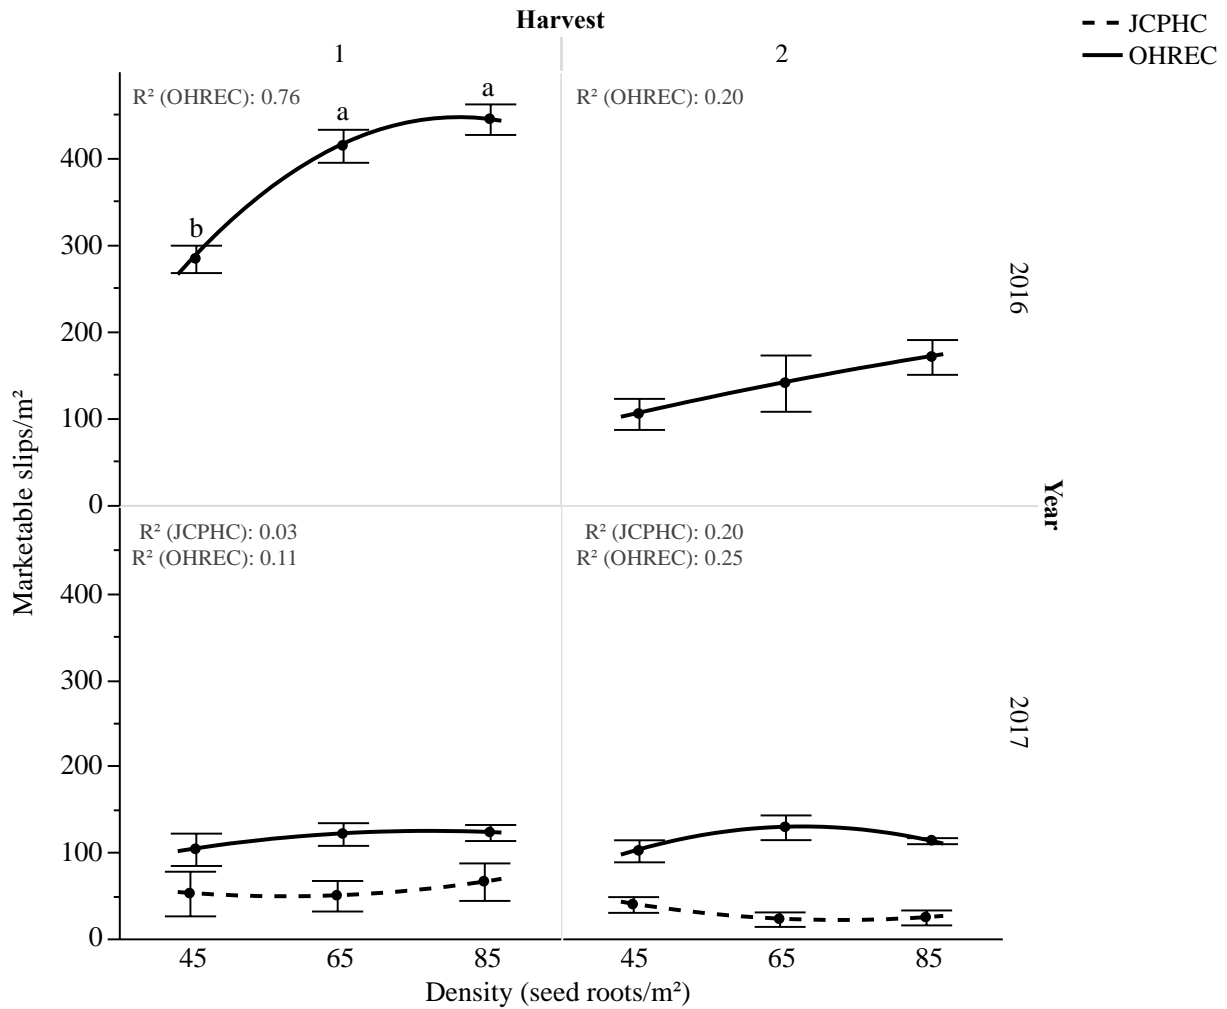 Harvest
JCPHC
OHREC
1
2
R² (OHREC): 0.76
a
a
b
R² (OHREC): 0.20
400
300
200
100
0
2016
Marketable slips/m²
Year
R² (JCPHC): 0.03
R² (OHREC): 0.11
R² (JCPHC): 0.20
R² (OHREC): 0.25
400
300
200
100
0
2017
45
65
85
45
65
85
Density (seed roots/m²)